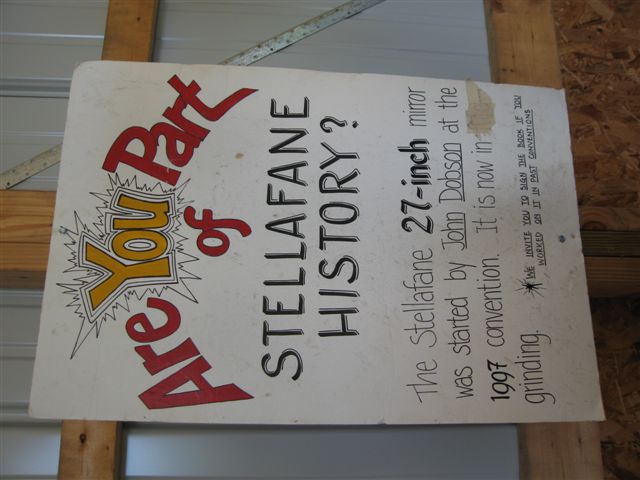 Are You Part
of
STELLAFANE
HISTORY?
The Stellafane 27-inch mirror
was started by John Dobson at the
1997 convention. It is now in
grinding.
*WE INVITE YOU TO SIGN THE BOOK IF YOU
WORKED ON IT IN PAST CONVENTIONS